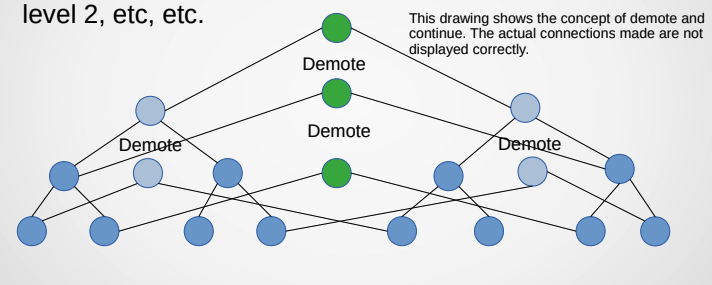 level 2, etc, etc.
This drawing shows the concept of demote and
continue. The actual connections made are not
displayed correctly.
Demote
Demote
Demote
Demote